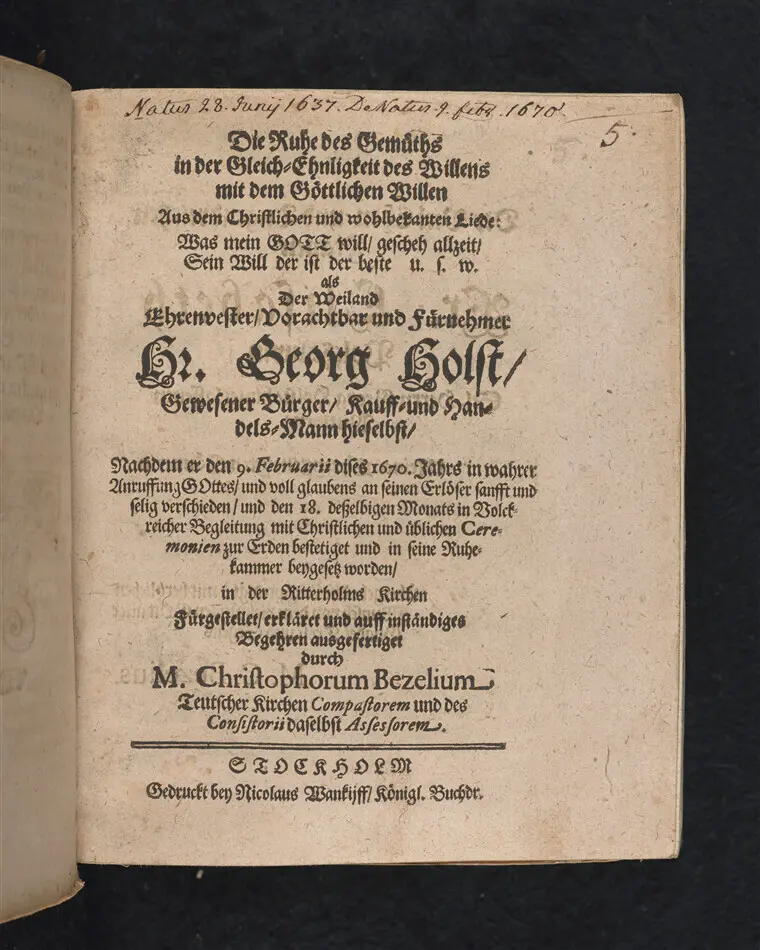 Natus 28. Junij 1637. DeNatus. 9. febr. 1670.
5.
Die Ruhe des Gemüths
in der Gleich-Ehnligkeit des Willens
mit dem Göttlichen Willen
Aus dem Christlichen und wohlbekanten Liede:
Was mein GOTT will/ gescheh allzeit/
Sein Will der ist der beste u. s. w.
als
Der Weiland
Ehrenvester/ Vorachtbar und Fürnehmer
Hr. Georg Holst/
Gewesener Bürger/ Kauff-und Han-
dels-Mann hieselbst/
Nachdem er den 9. Februarii dises 1670. Jahrs in wahrer
Anruffung GOttes/ und voll glaubens an seinen Erlöser sanfft und
selig verschieden/ und den 18. deßelbigen Monats in Volck-
reicher Begleitung mit Christlichen und üblichen Cere-
monien zur Erden bestetiget und in seine Ruhe-
kammer beygesetz worden/
in der Ritterholms Kirchen
Fürgestellet/ erkläret und auff inständiges
Begehren ausgefertiget
durch
M. Christophorum Bezelium
Teutscher Kirchen Compastorem und des
Consistorii daselbst Assessorem.
STOCKHOLM
Gedruckt bey Nicolaus Wankijff/ Königl. Buchdr.